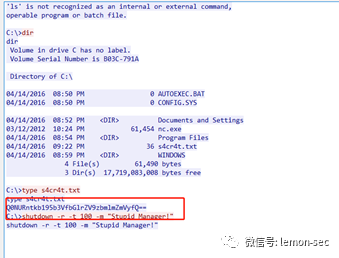 'ls' is not recognized as an internal or external command,
operable program or batch file.
C:\>dir
dir
Volume in drive C has no label.
Volume Serial Number is B03C-791A
Directory of C:\
04/14/2016 08:50 PM 0 AUTOEXEC.BAT
04/14/2016 08:50 PM 0 CONFIG.SYS
04/14/2016 08:52 PM <DIR> Documents and Settings
03/12/2012 10:24 PM 61,454 nc.exe
04/14/2016 08:54 PM <DIR> Program Files
04/14/2016 09:22 PM 36 s4cr4t.txt
04/14/2016 08:59 PM <DIR> WINDOWS
4 File(s) 61,490 bytes
3 Dir(s) 17,719,083,008 bytes free
C:\>type s4cr4t.txt
type s4cr4t.txt
Q0NURntkb195b3VfbGlrZV9zbmlmZmVyfQ==
C:\>shutdown -r -t 100 -m "Stupid Manager!"
shutdown -r -t 100 -m "Stupid Manager!"
微信号: lemon-sec